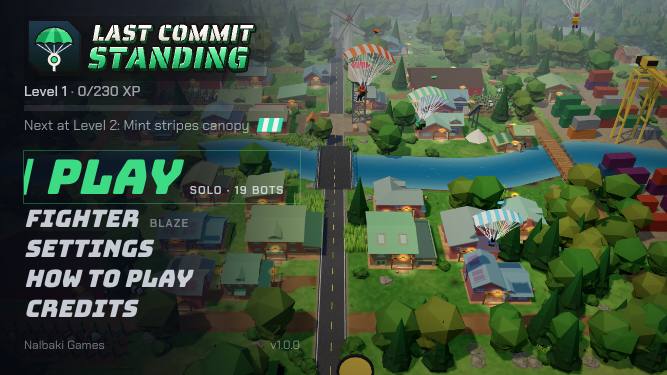 LAST COMMIT
STANDING
Level 1 · 0/230 XP
Next at Level 2: Mint stripes canopy
PLAY SOLO · 19 BOTS
FIGHTER BLAZE
SETTINGS
HOW TO PLAY
CREDITS
Nalbaki Games v1.0.0